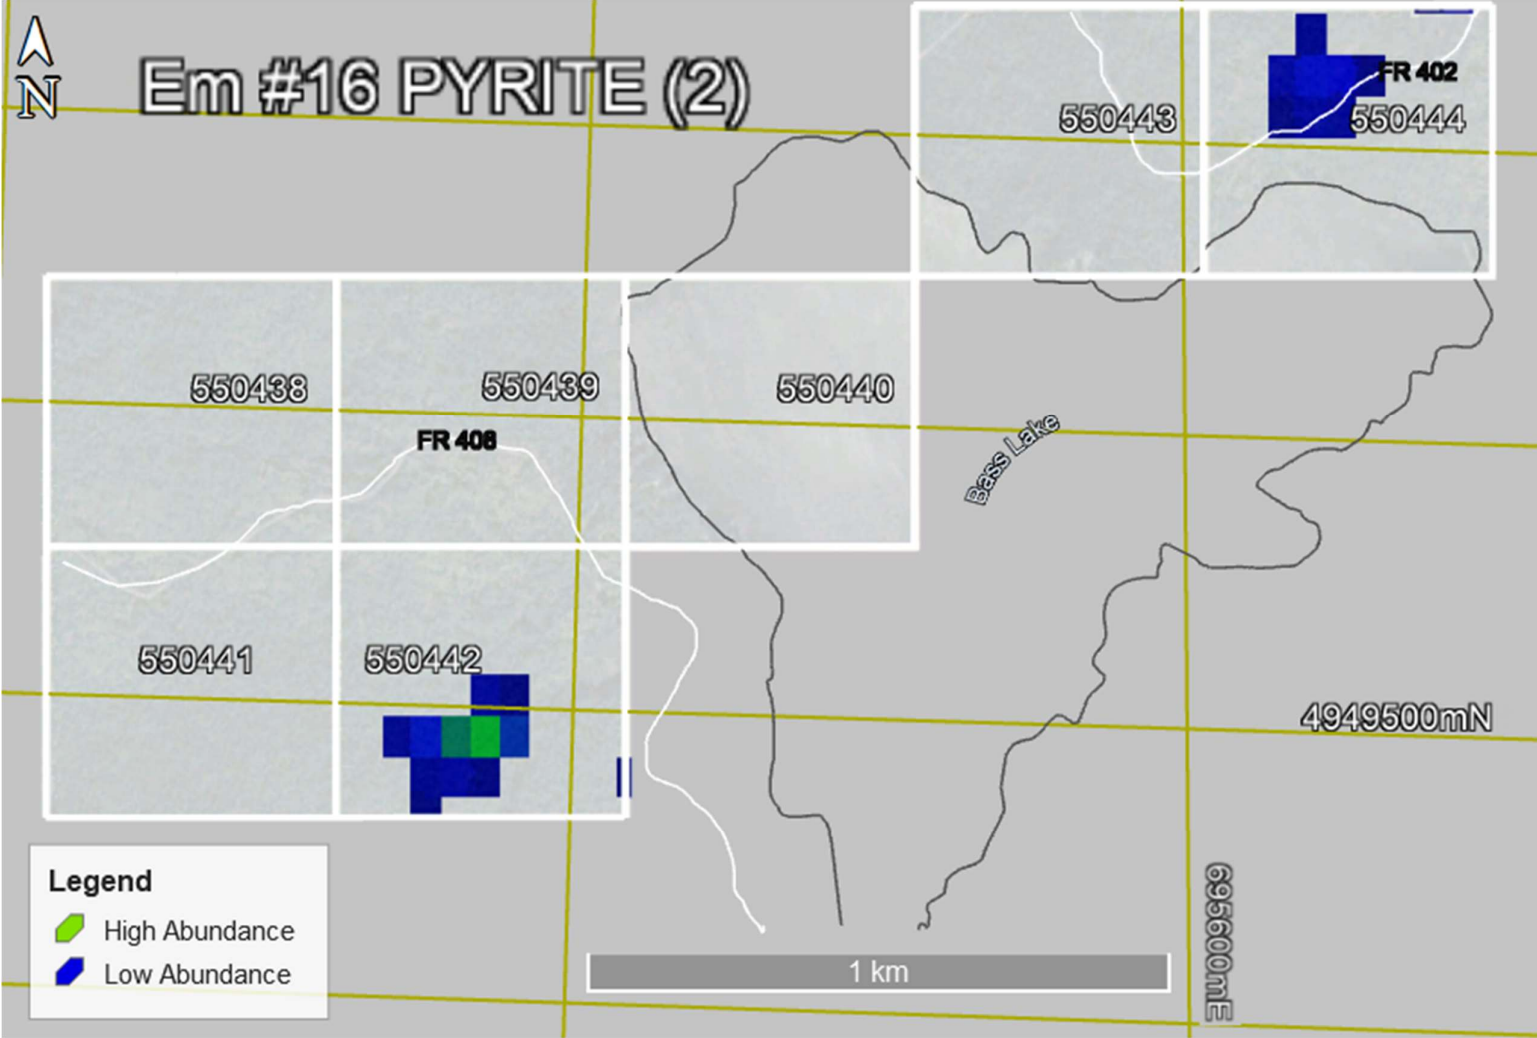 N
Em #16 PYRITE (2)
FR 402
550443
550444
550438
550439
550440
FR 408
Bass Lake
550441
550442
4949500mN
695600mE
Legend
High Abundance
Low Abundance
1 km